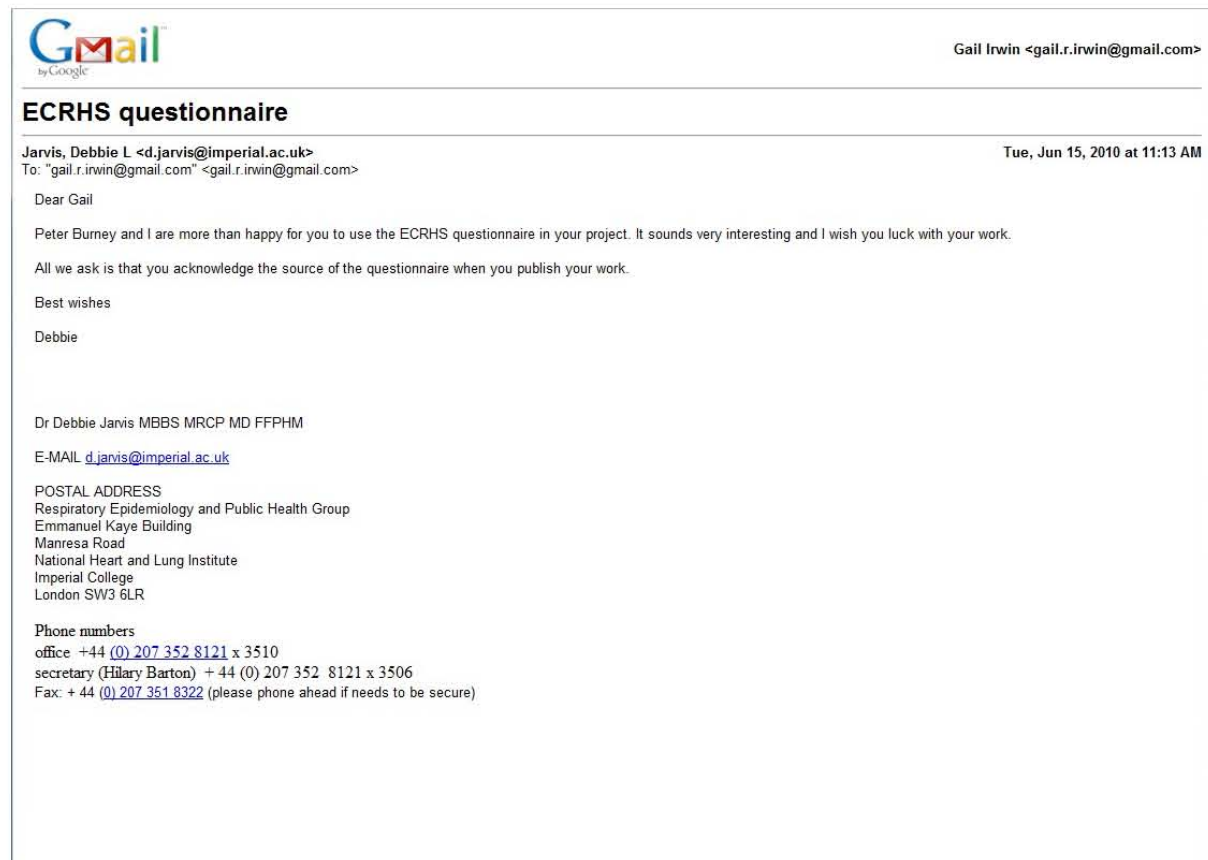 Gmail
by Google
Gail Irwin <gail.r.irwin@gmail.com>
ECRHS questionnaire
Jarvis, Debbie L <d.jarvis@imperial.ac.uk>
Tue, Jun 15, 2010 at 11:13 AM
To: "gail.r.irwin@gmail.com" <gail.r.irwin@gmail.com>
Dear Gail
Peter Burney and I are more than happy for you to use the ECRHS questionnaire in your project. It sounds very interesting and I wish you luck with your work.
All we ask is that you acknowledge the source of the questionnaire when you publish your work.
Best wishes
Debbie
Dr Debbie Jarvis MBBS MRCP MD FFPHM
E-MAIL d.jarvis@imperial.ac.uk
POSTAL ADDRESS
Respiratory Epidemiology and Public Health Group
Emmanuel Kaye Building
Manresa Road
National Heart and Lung Institute
Imperial College
London SW3 6LR
Phone numbers
office +44 (0) 207 352 8121 x 3510
secretary (Hilary Barton) + 44 (0) 207 352 8121 x 3506
Fax: + 44 (0) 207 351 8322 (please phone ahead if needs to be secure)